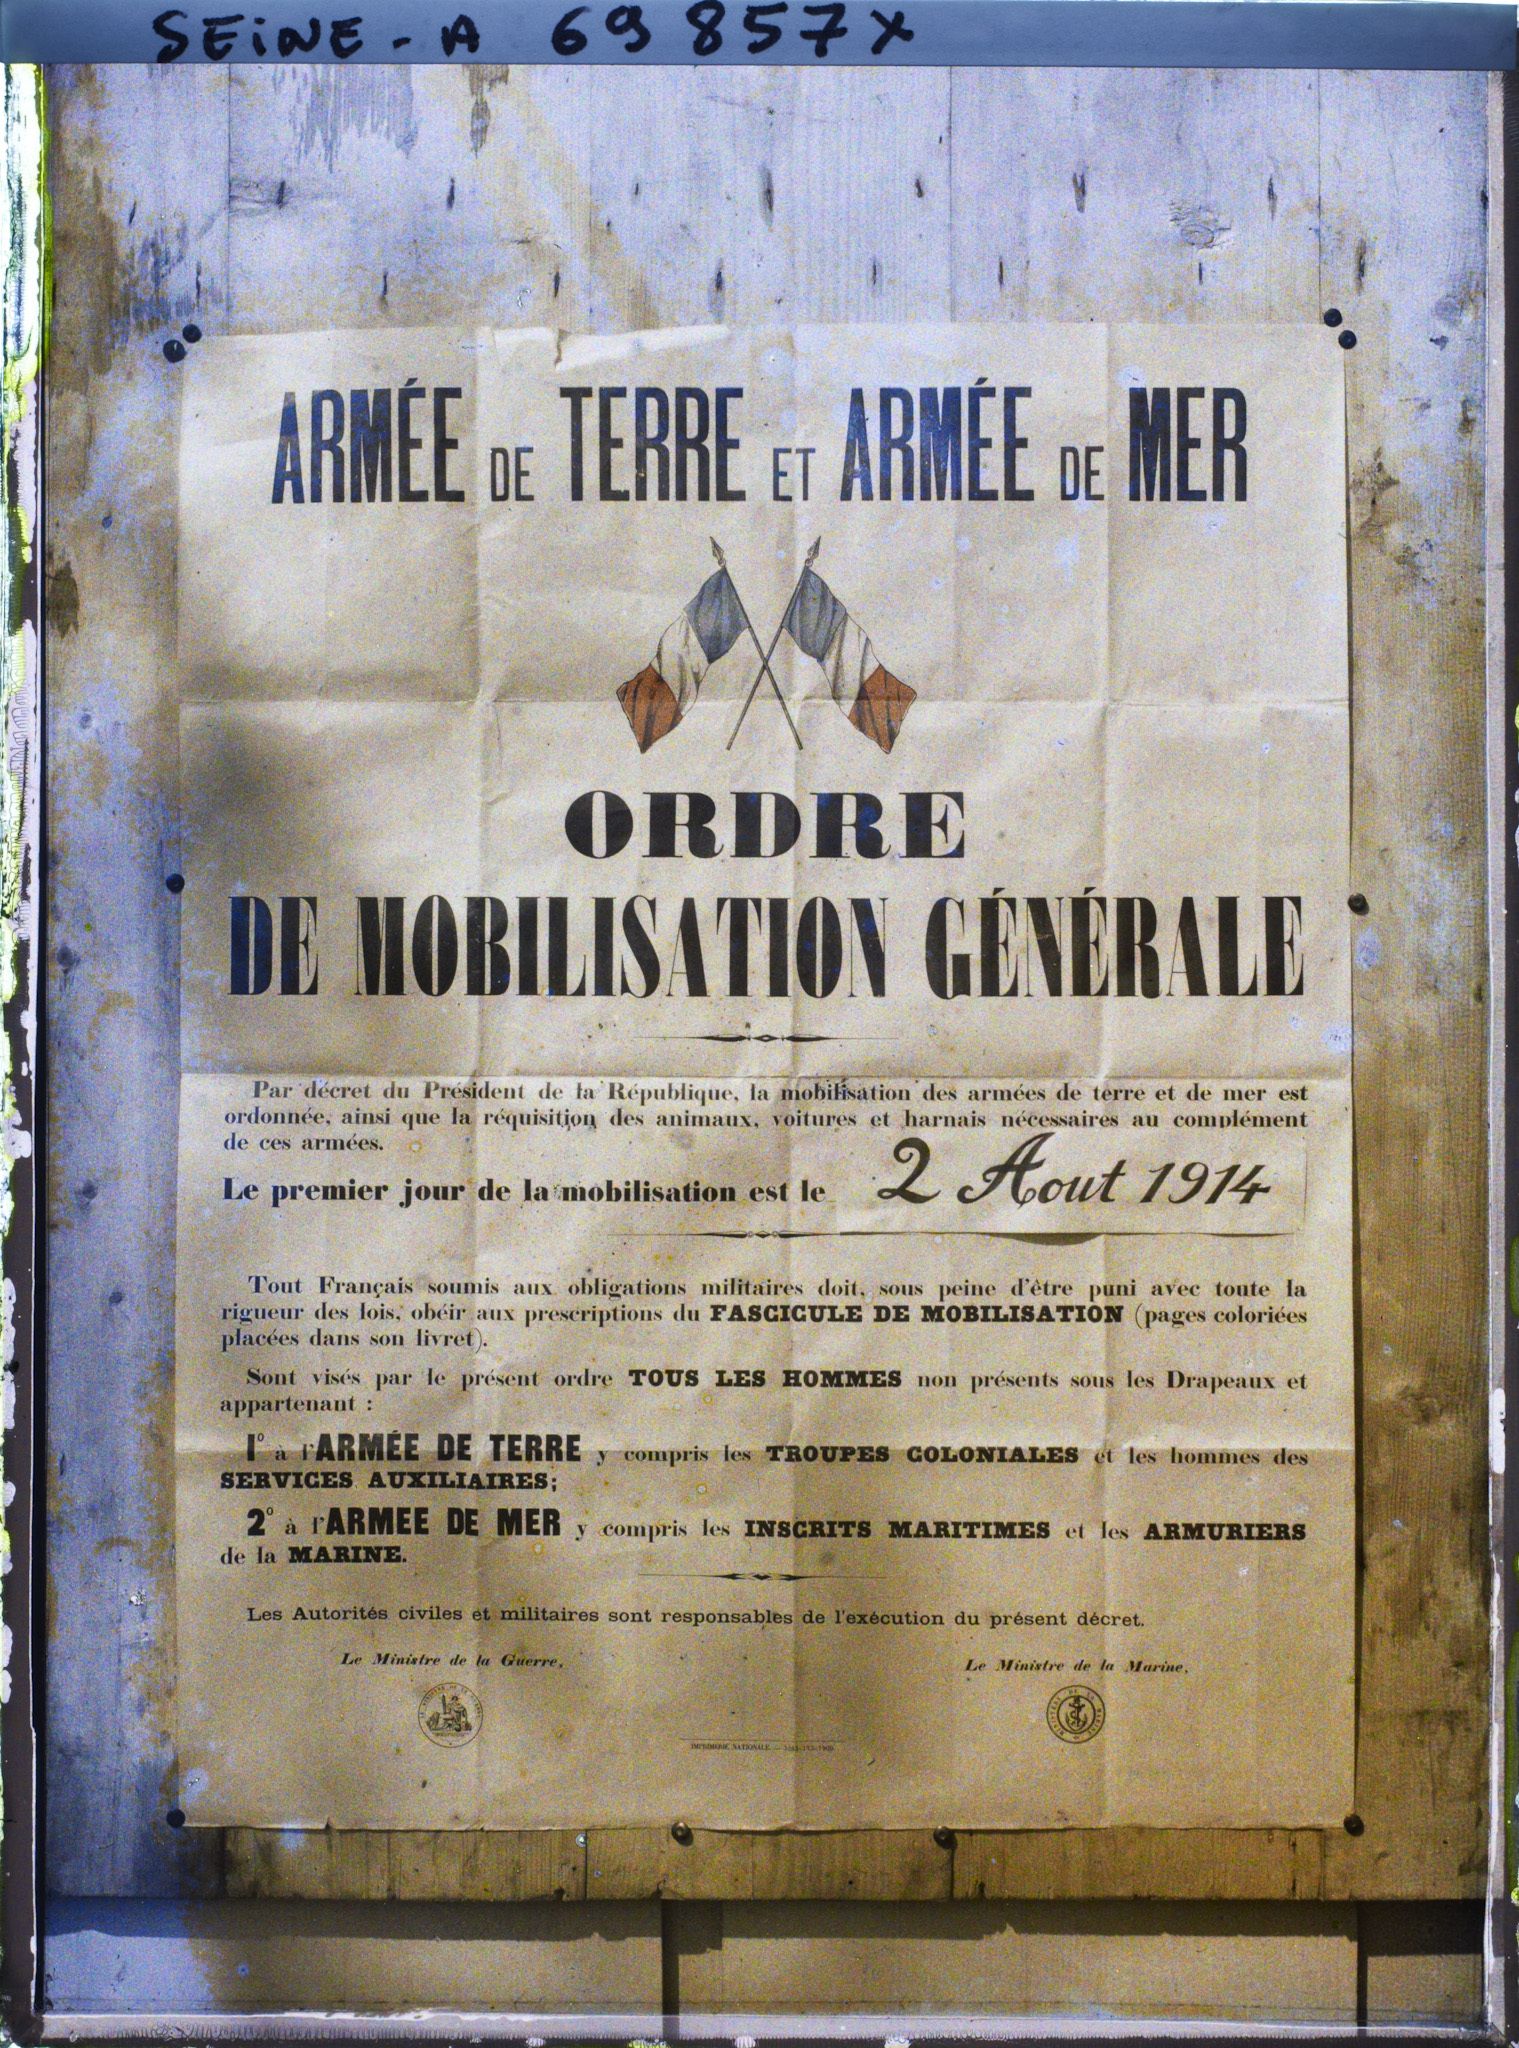 SEINE - A 69 857 X
ARMÉE DE TERRE ET ARMÉE DE MER
ORDRE
DE MOBILISATION GÉNÉRALE
Par décret du Président de la République, la mobilisation des armées de terre et de mer est
ordonnée, ainsi que la réquisition des animaux, voitures et harnais nécessaires au complément
de ces armées.
Le premier jour de la mobilisation est le 2 Aout 1914
Tout Français soumis aux obligations militaires doit, sous peine d'être puni avec toute la
rigueur des lois, obéir aux prescriptions du FASCICULE DE MOBILISATION (pages coloriées
placées dans son livret).
Sont visés par le présent ordre TOUS LES HOMMES non présents sous les Drapeaux et
appartenant :
1° à l'ARMÉE DE TERRE y compris les TROUPES COLONIALES et les hommes des
SERVICES AUXILIAIRES;
2° à l'ARMÉE DE MER y compris les INSCRITS MARITIMES et les ARMURIERS
de la MARINE.
Les Autorités civiles et militaires sont responsables de l'exécution du présent décret.
Le Ministre de la Guerre,
Le Ministre de la Marine,
IMPRIMERIE NATIONALE